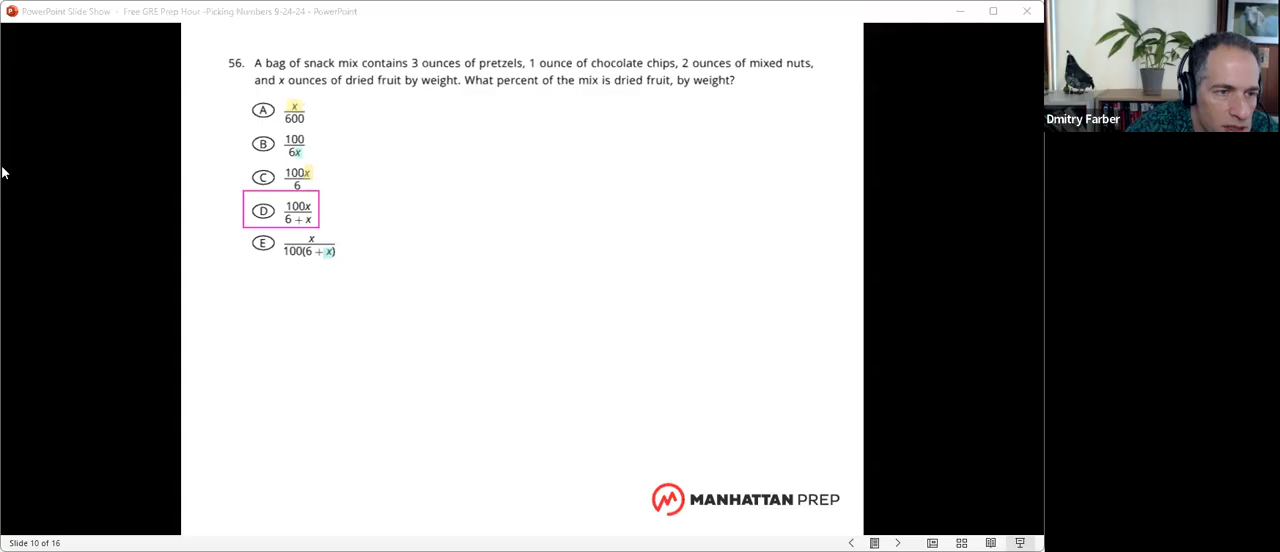 PowerPoint Slide Show - Free GRE Prep Hour -Picking Numbers 9-24-24 - PowerPoint
56. A bag of snack mix contains 3 ounces of pretzels, 1 ounce of chocolate chips, 2 ounces of mixed nuts,
and x ounces of dried fruit by weight. What percent of the mix is dried fruit, by weight?
A x
600
B 100
6x
C 100x
6
D 100x
6 + x
E x
100(6 + x)
MANHATTAN PREP
Dmitry Farber
Slide 10 of 16